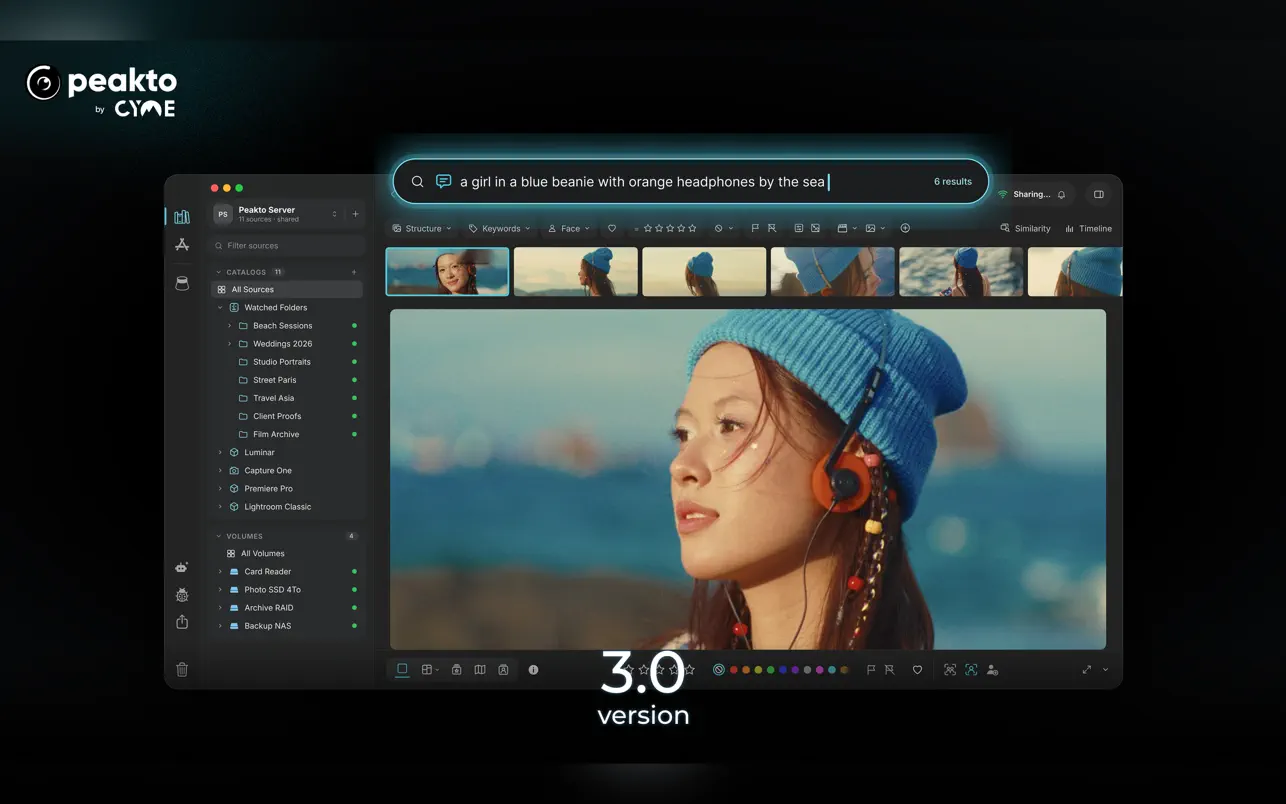 peakto
by CYME
a girl in a blue beanie with orange headphones by the sea
6 results
PS
Peakto Server
11 sources · shared
Sharing...
Filter sources
Structure
Keywords
Face
Similarity
Timeline
CATALOGS 11
All Sources
Watched Folders
Beach Sessions
Weddings 2026
Studio Portraits
Street Paris
Travel Asia
Client Proofs
Film Archive
Luminar
Capture One
Premiere Pro
Lightroom Classic
VOLUMES 4
All Volumes
Card Reader
Photo SSD 4To
Archive RAID
Backup NAS
3.0
version